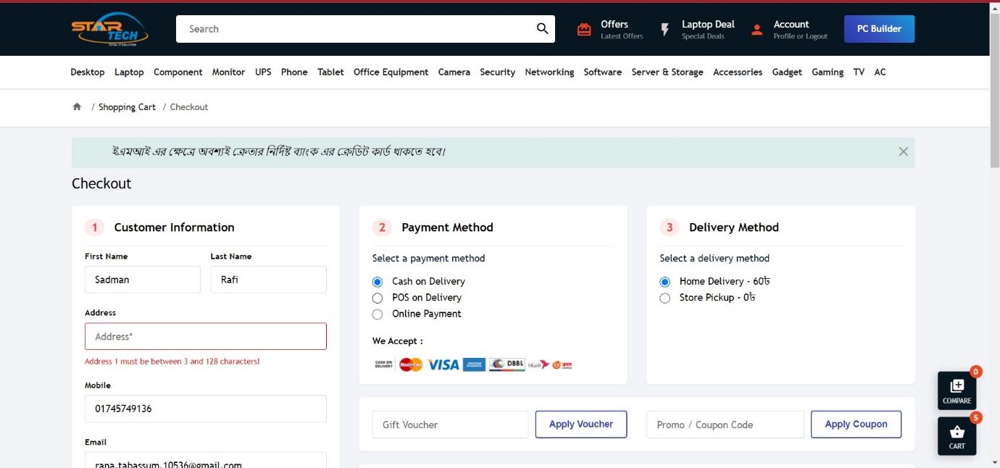 STAR TECH
TOTAL IT SOLUTION
Search
Offers
Latest Offers
Laptop Deal
Special Deals
Account
Profile or Logout
PC Builder
Desktop Laptop Component Monitor UPS Phone Tablet Office Equipment Camera Security Networking Software Server & Storage Accessories Gadget Gaming TV AC
/ Shopping Cart / Checkout
ইএমআই এর ক্ষেত্রে অবশ্যই ক্রেতার নির্দিষ্ট ব্যাংক এর ক্রেডিট কার্ড থাকতে হবে।
Checkout
1 Customer Information
First Name Last Name
Sadman Rafi
Address
Address*
Address 1 must be between 3 and 128 characters!
Mobile
01745749136
Email
rana.tabassum.10536@gmail.com
2 Payment Method
Select a payment method
Cash on Delivery
POS on Delivery
Online Payment
We Accept :
CASH ON DELIVERY MasterCard VISA DBBL bKash নগদ
3 Delivery Method
Select a delivery method
Home Delivery - 60৳
Store Pickup - 0৳
Gift Voucher Apply Voucher Promo / Coupon Code Apply Coupon
0
COMPARE
5
CART